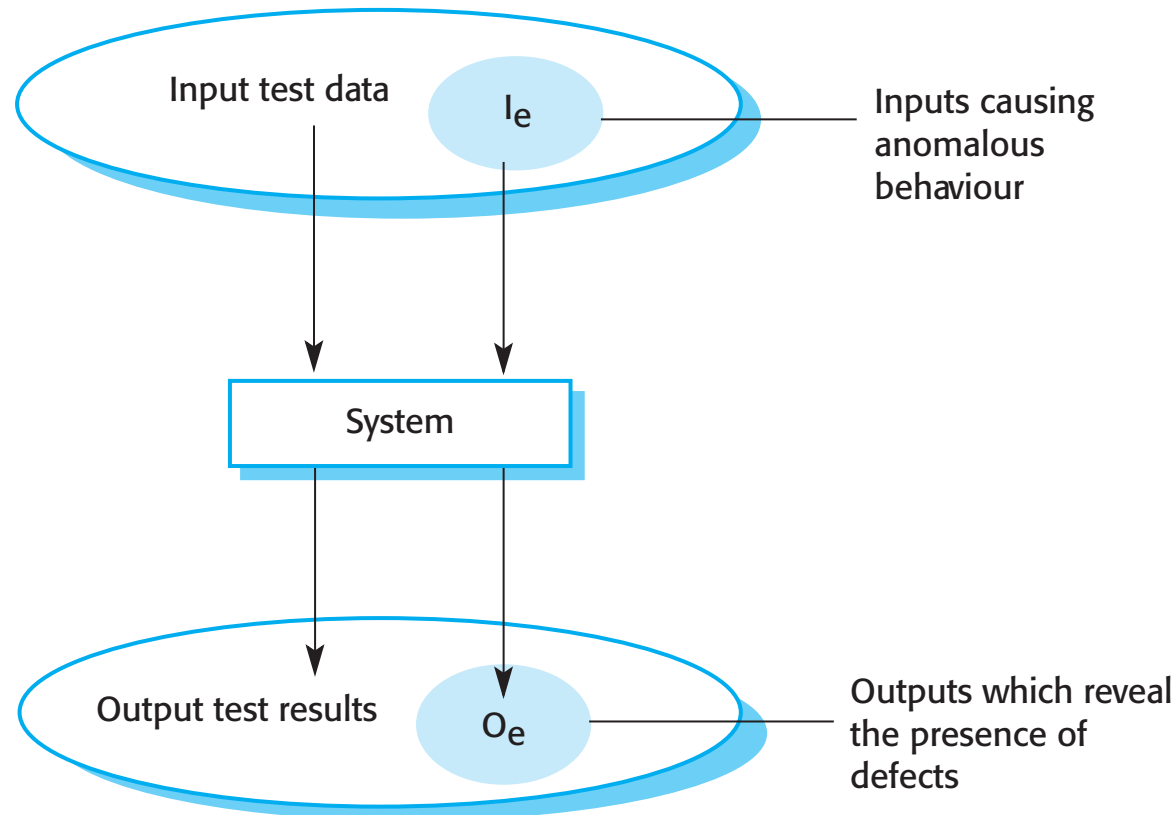 Input test data
Ie
Inputs causing
anomalous
behaviour
System
Output test results
Oe
Outputs which reveal
the presence of
defects